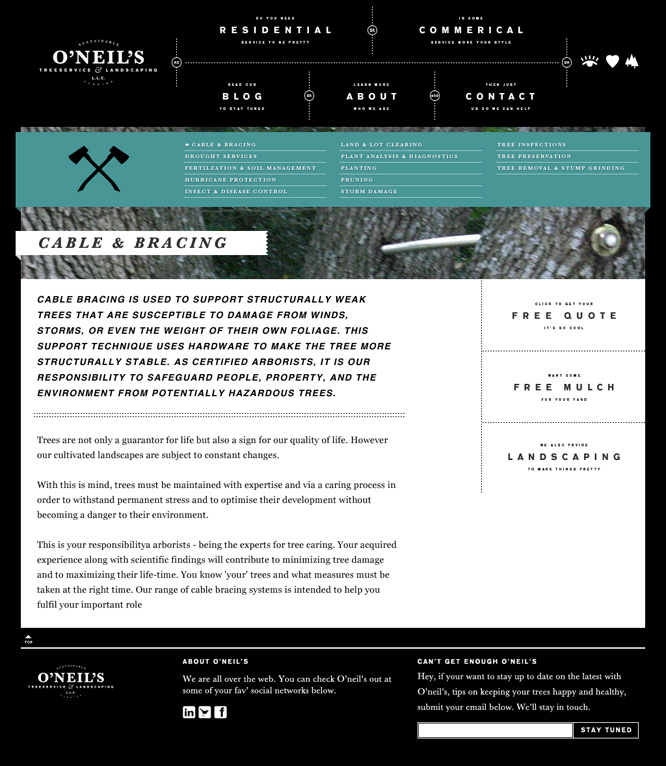 SUSTAINABLE
O'NEIL'S
TREESERVICE & LANDSCAPING
L.L.C.
DO YOU NEED
RESIDENTIAL
SERVICE TO BE PRETTY
OR
IS SOME
COMMERICAL
SERVICE MORE YOUR STYLE
READ OUR
BLOG
TO STAY TUNED
LEARN MORE
ABOUT
WHO WE ARE
THEN JUST
CONTACT
US SO WE CAN HELP
CABLE & BRACING
DROUGHT SERVICES
FERTILZATION & SOIL MANAGEMENT
HURRICANE PROTECTION
INSECT & DISEASE CONTROL
LAND & LOT CLEARING
PLANT ANALYSIS & DIAGNOSTICS
PLANTING
PRUNING
STORM DAMAGE
TREE INSPECTIONS
TREE PRESERVATION
TREE REMOVAL & STUMP GRINDING
CABLE & BRACING
CABLE BRACING IS USED TO SUPPORT STRUCTURALLY WEAK
TREES THAT ARE SUSCEPTIBLE TO DAMAGE FROM WINDS,
STORMS, OR EVEN THE WEIGHT OF THEIR OWN FOLIAGE. THIS
SUPPORT TECHNIQUE USES HARDWARE TO MAKE THE TREE MORE
STRUCTURALLY STABLE. AS CERTIFIED ARBORISTS, IT IS OUR
RESPONSIBILITY TO SAFEGUARD PEOPLE, PROPERTY, AND THE
ENVIRONMENT FROM POTENTIALLY HAZARDOUS TREES.
Trees are not only a guarantor for life but also a sign for our quality of life. However
our cultivated landscapes are subject to constant changes.
With this is mind, trees must be maintained with expertise and via a caring process in
order to withstand permanent stress and to optimise their development without
becoming a danger to their environment.
This is your responsibilitya arborists - being the experts for tree caring. Your acquired
experience along with scientific findings will contribute to minimizing tree damage
and to maximizing their life-time. You know 'your' trees and what measures must be
taken at the right time. Our range of cable bracing systems is intended to help you
fulfil your important role
CLICK TO GET YOUR
FREE QUOTE
IT'S SO COOL
WANT SOME
FREE MULCH
FOR YOUR YARD
WE ALSO PRVIDE
LANDSCAPING
TO MAKE THINGS PRETTY
TOP
SUSTAINABLE
O'NEIL'S
TREESERVICE & LANDSCAPING
L.L.C.
ABOUT O'NEIL'S
We are all over the web. You can check O'neil's out at
some of your fav' social networks below.
in
f
CAN'T GET ENOUGH O'NEIL'S
Hey, if your want to stay up to date on the latest with
O'neil's, tips on keeping your trees happy and healthy,
submit your email below. We'll stay in touch.
STAY TUNED